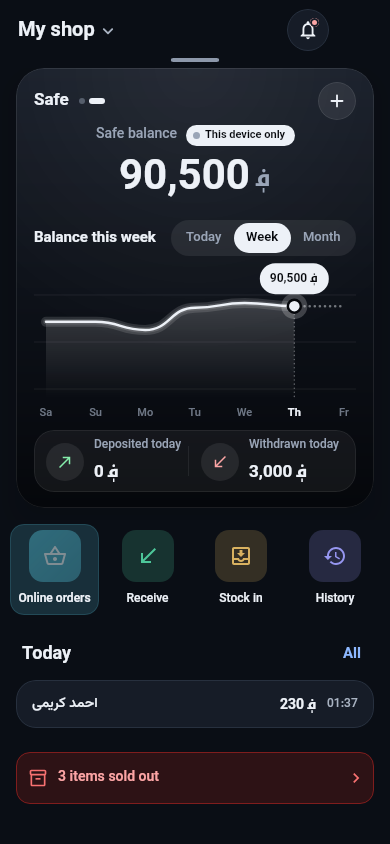 My shop
Safe
Safe balance This device only
90,500 ؋
Balance this week Today Week Month
90,500 ؋
Sa Su Mo Tu We Th Fr
Deposited today
0 ؋
Withdrawn today
3,000 ؋
Online orders Receive Stock in History
Today All
احمد کریمی 230 ؋ 01:37
3 items sold out